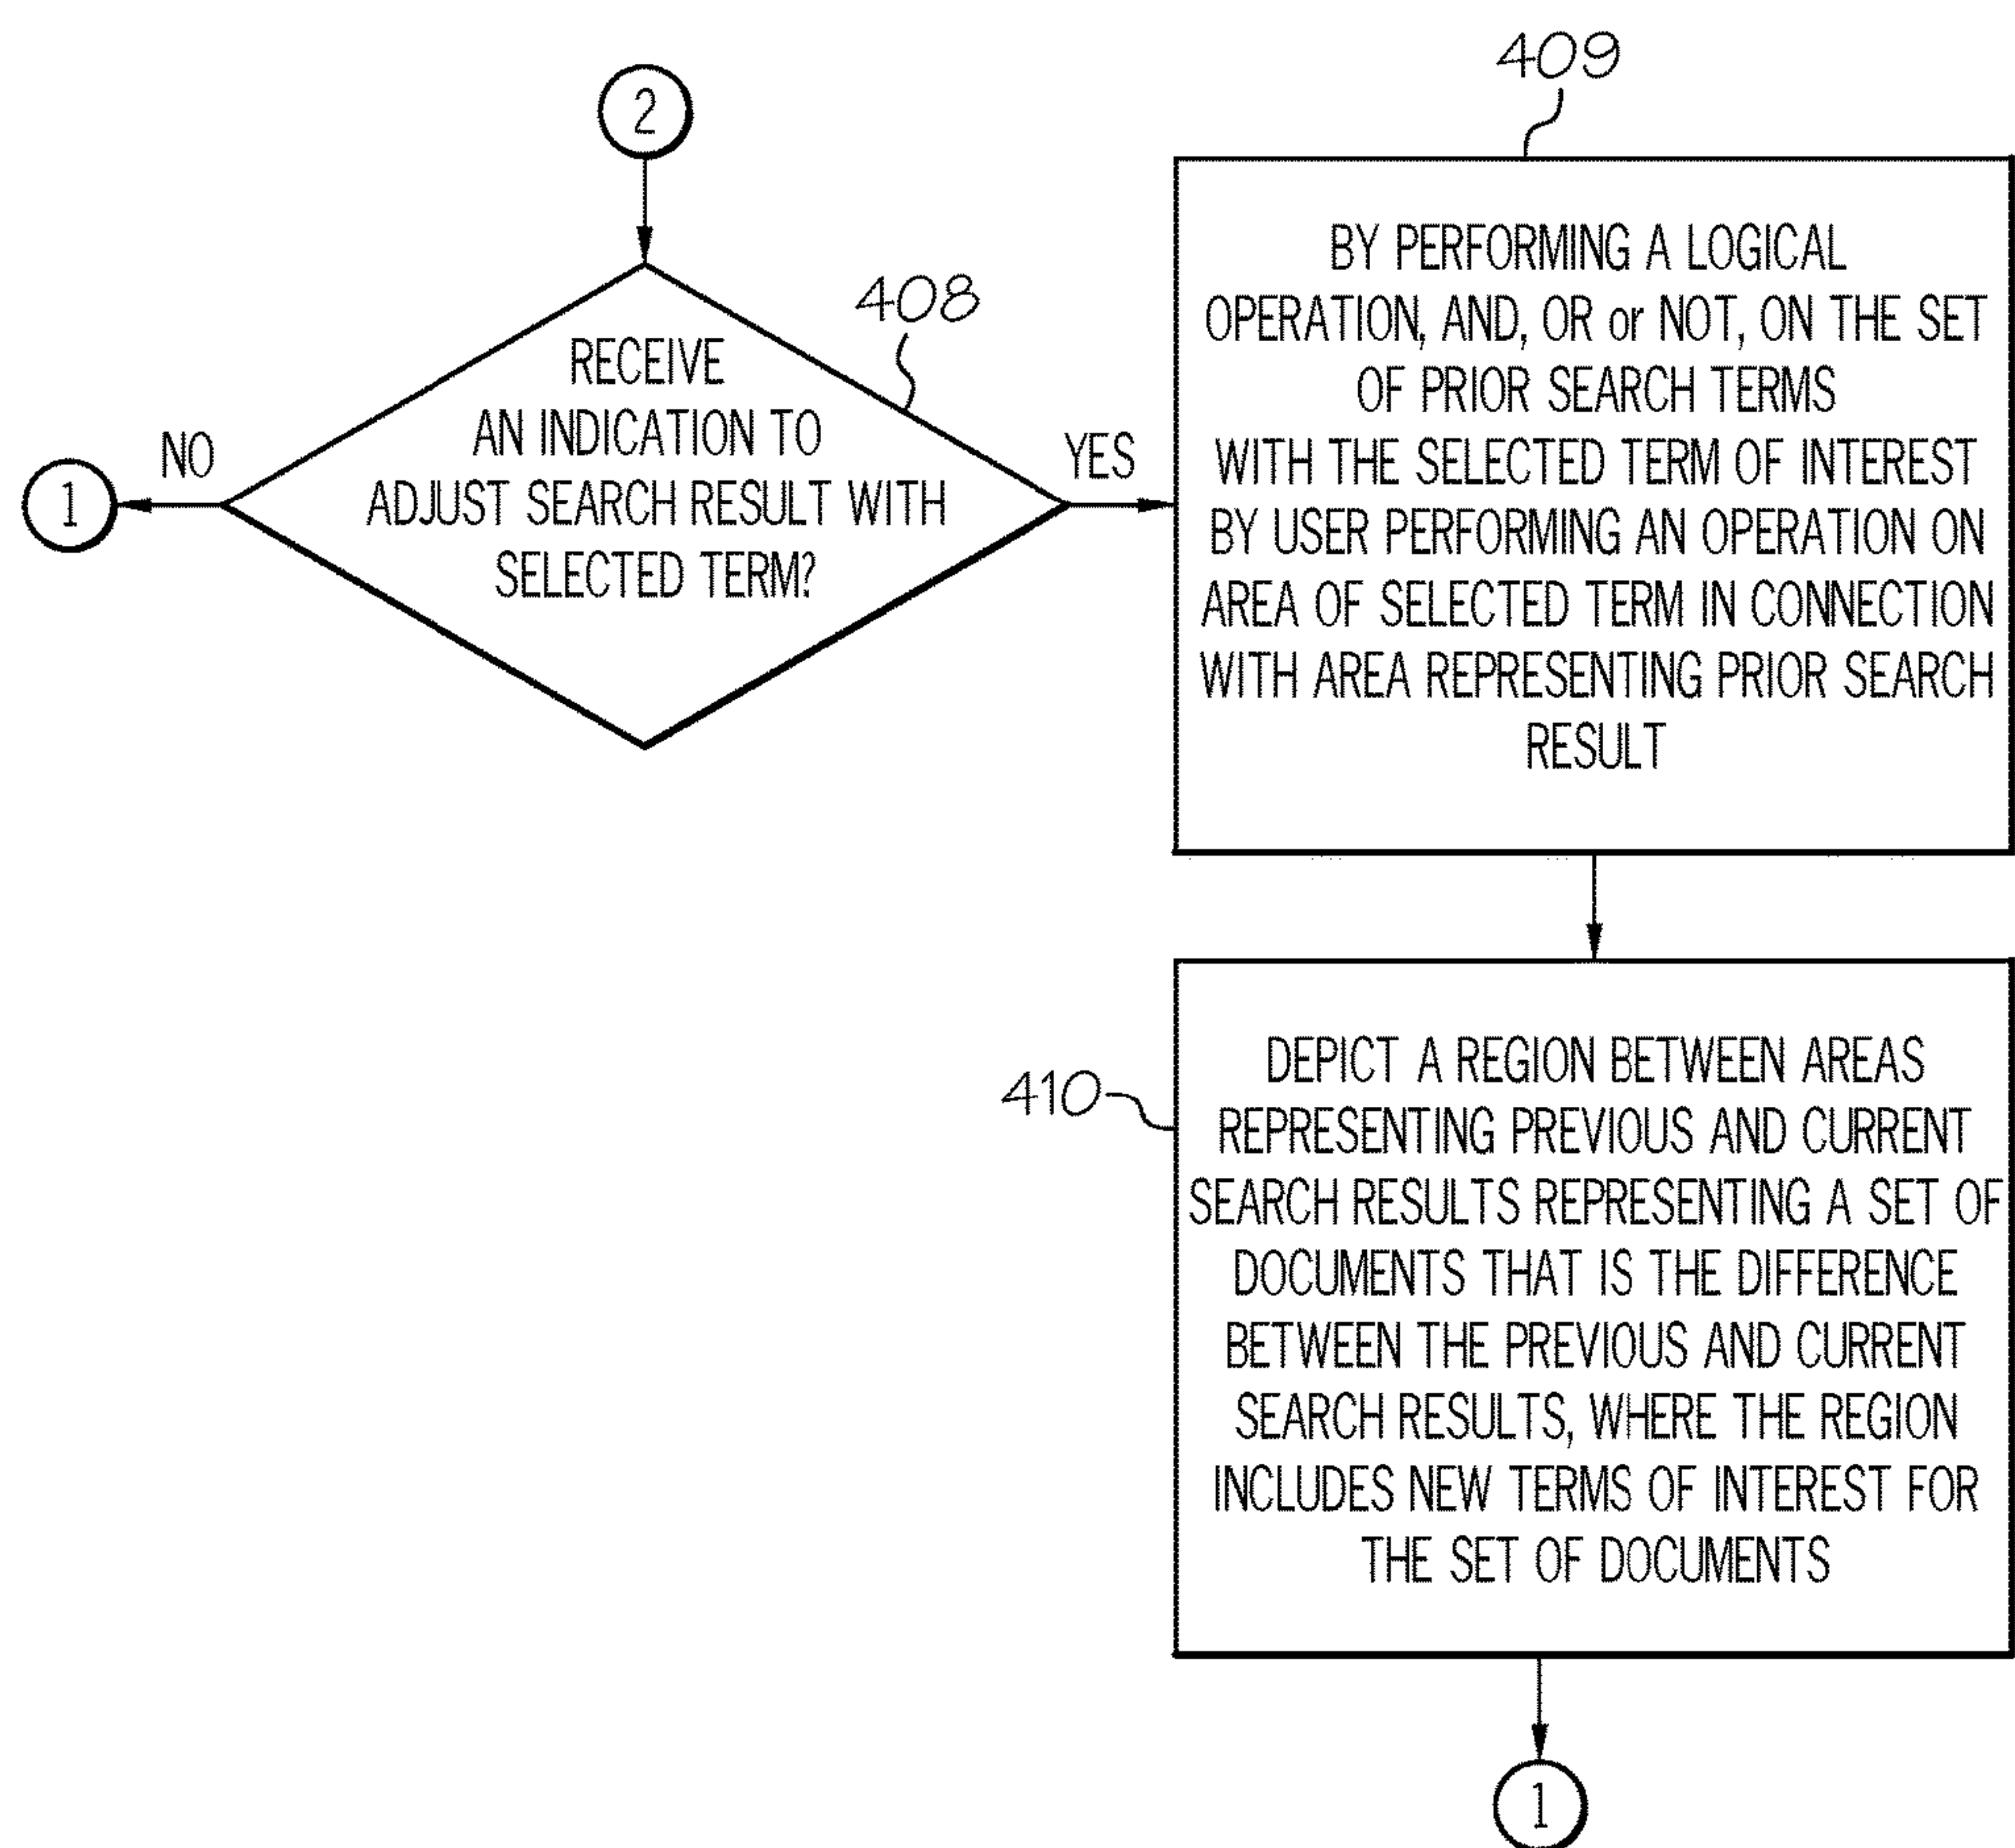 2
408
RECEIVE
AN INDICATION TO
ADJUST SEARCH RESULT WITH
SELECTED TERM?
NO
1
YES
409
BY PERFORMING A LOGICAL
OPERATION, AND, OR or NOT, ON THE SET
OF PRIOR SEARCH TERMS
WITH THE SELECTED TERM OF INTEREST
BY USER PERFORMING AN OPERATION ON
AREA OF SELECTED TERM IN CONNECTION
WITH AREA REPRESENTING PRIOR SEARCH
RESULT
410
DEPICT A REGION BETWEEN AREAS
REPRESENTING PREVIOUS AND CURRENT
SEARCH RESULTS REPRESENTING A SET OF
DOCUMENTS THAT IS THE DIFFERENCE
BETWEEN THE PREVIOUS AND CURRENT
SEARCH RESULTS, WHERE THE REGION
INCLUDES NEW TERMS OF INTEREST FOR
THE SET OF DOCUMENTS
1